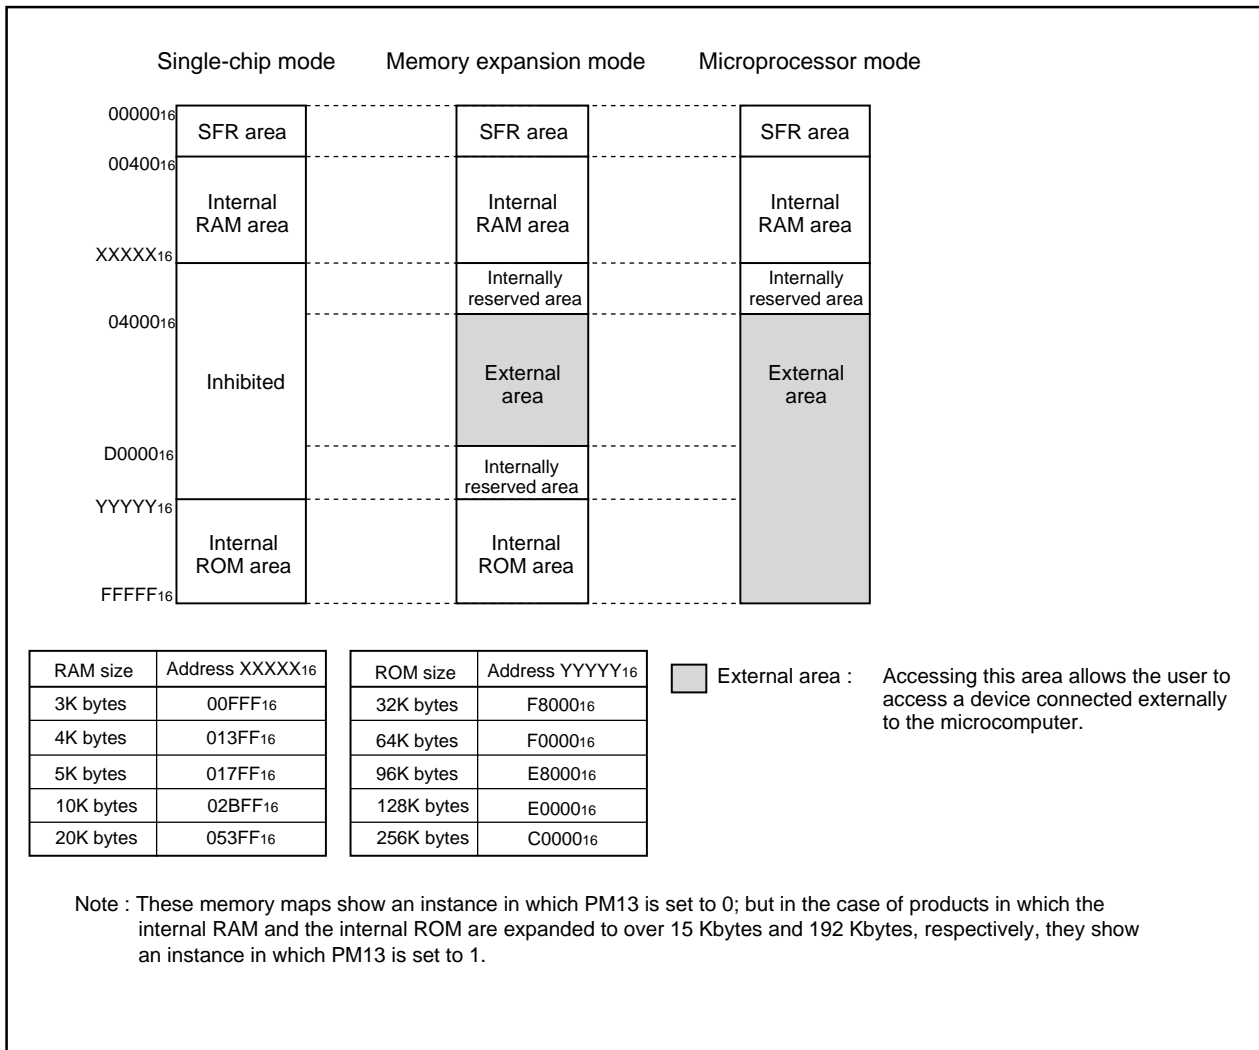 Single-chip mode Memory expansion mode Microprocessor mode
0000016
SFR area SFR area SFR area
0040016
Internal RAM area Internal RAM area Internal RAM area
XXXXX16
Internally reserved area Internally reserved area
0400016
Inhibited External area External area
D000016
Internally reserved area
YYYYY16
Internal ROM area Internal ROM area
FFFFF16
RAM size Address XXXXX16
3K bytes 00FFF16
4K bytes 013FF16
5K bytes 017FF16
10K bytes 02BFF16
20K bytes 053FF16
ROM size Address YYYYY16
32K bytes F800016
64K bytes F000016
96K bytes E800016
128K bytes E000016
256K bytes C000016
External area : Accessing this area allows the user to
access a device connected externally
to the microcomputer.
Note : These memory maps show an instance in which PM13 is set to 0; but in the case of products in which the
internal RAM and the internal ROM are expanded to over 15 Kbytes and 192 Kbytes, respectively, they show
an instance in which PM13 is set to 1.